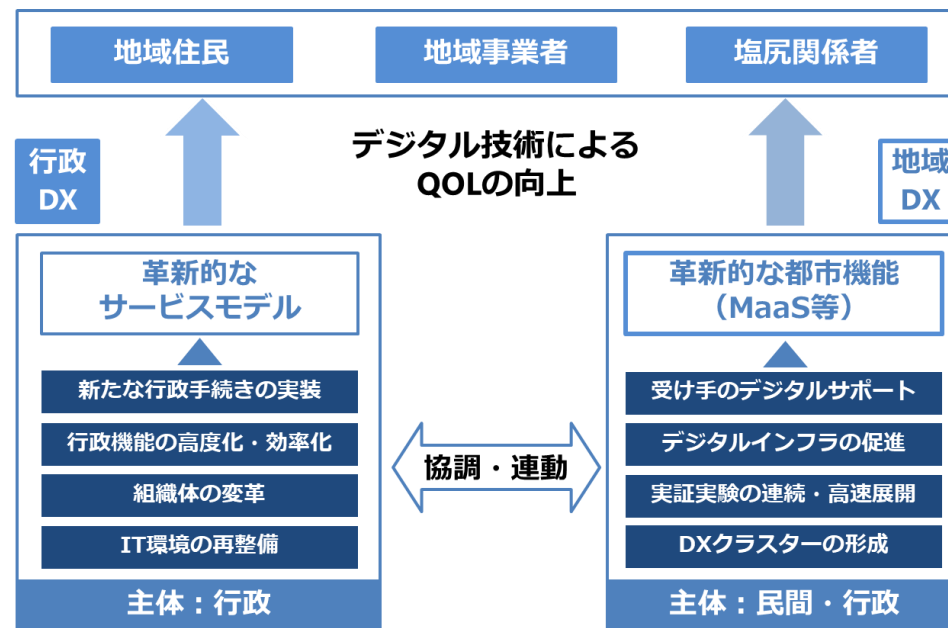 地域住民
地域事業者
塩尻関係者
行政
DX
デジタル技術による
QOLの向上
地域
DX
革新的な
サービスモデル
新たな行政手続きの実装
行政機能の高度化・効率化
組織体の変革
IT環境の再整備
主体：行政
協調・連動
革新的な都市機能
（MaaS等）
受け手のデジタルサポート
デジタルインフラの促進
実証実験の連続・高速展開
DXクラスターの形成
主体：民間・行政